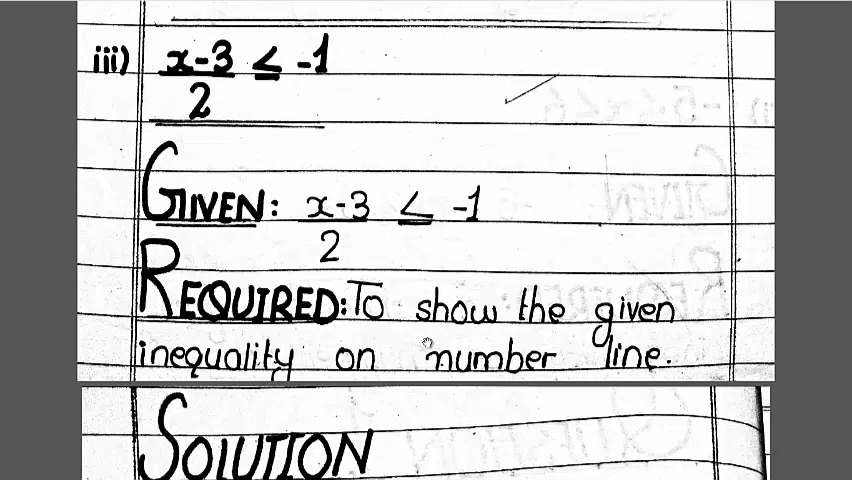 iii) x-3/2 ≤ -1
GIVEN: x-3/2 ≤ -1
REQUIRED: To show the given
inequality on number line.
SOLUTION